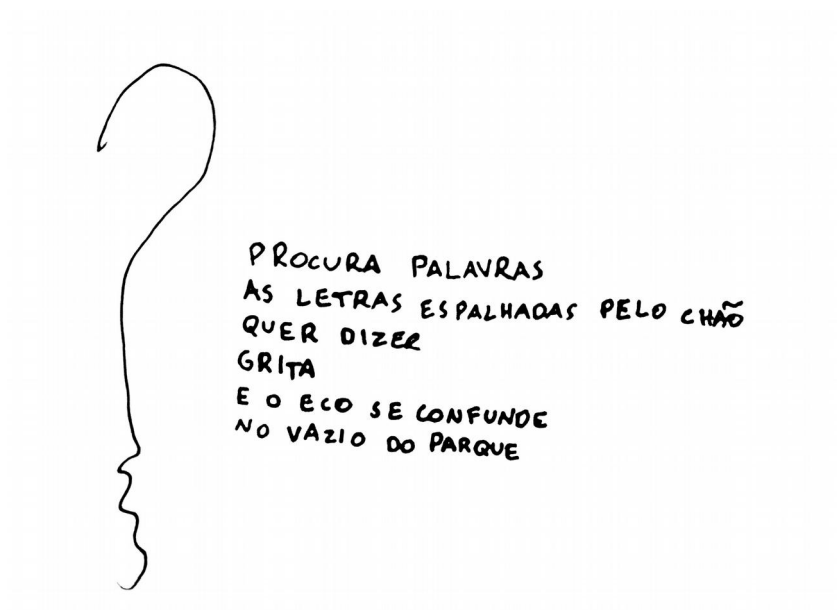 PROCURA PALAVRAS
AS LETRAS ESPALHADAS PELO CHÃO
QUER DIZER
GRITA
E O ECO SE CONFUNDE
NO VAZIO DO PARQUE